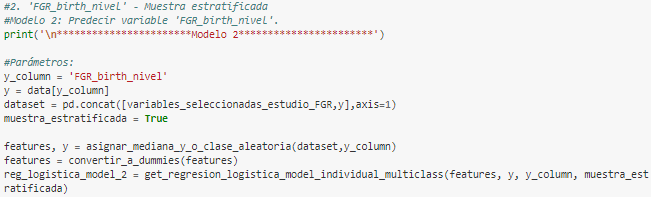 #2. 'FGR_birth_nivel' - Muestra estratificada
#Modelo 2: Predecir variable 'FGR_birth_nivel'.
print('\n***********************Modelo 2***********************')
#Parámetros:
y_column = 'FGR_birth_nivel'
y = data[y_column]
dataset = pd.concat([variables_seleccionadas_estudio_FGR,y],axis=1)
muestra_estratificada = True
features, y = asignar_mediana_y_o_clase_aleatoria(dataset,y_column)
features = convertir_a_dummies(features)
reg_logistica_model_2 = get_regresion_logistica_model_individual_multiclass(features, y, y_column, muestra_est
ratificada)